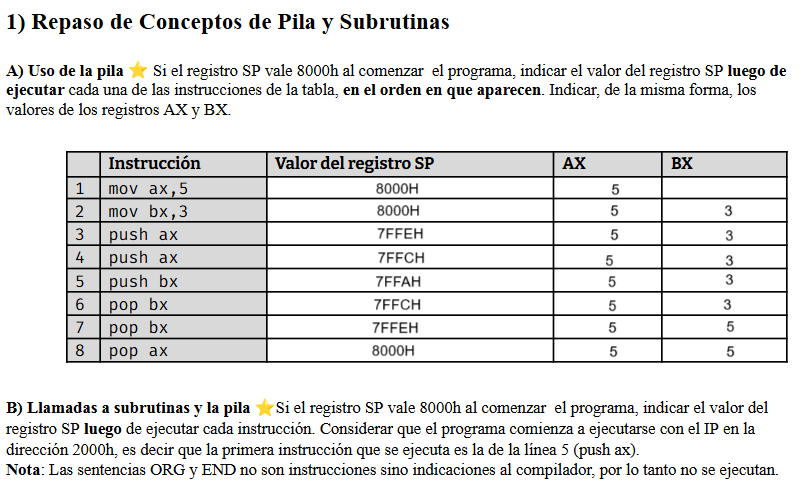 1) Repaso de Conceptos de Pila y Subrutinas
A) Uso de la pila ⭐ Si el registro SP vale 8000h al comenzar el programa, indicar el valor del registro SP luego de
ejecutar cada una de las instrucciones de la tabla, en el orden en que aparecen. Indicar, de la misma forma, los
valores de los registros AX y BX.
Instrucción Valor del registro SP AX BX
1 mov ax,5 8000H 5
2 mov bx,3 8000H 5 3
3 push ax 7FFEH 5 3
4 push ax 7FFCH 5 3
5 push bx 7FFAH 5 3
6 pop bx 7FFCH 5 3
7 pop bx 7FFEH 5 5
8 pop ax 8000H 5 5
B) Llamadas a subrutinas y la pila ⭐Si el registro SP vale 8000h al comenzar el programa, indicar el valor del
registro SP luego de ejecutar cada instrucción. Considerar que el programa comienza a ejecutarse con el IP en la
dirección 2000h, es decir que la primera instrucción que se ejecuta es la de la línea 5 (push ax).
Nota: Las sentencias ORG y END no son instrucciones sino indicaciones al compilador, por lo tanto no se ejecutan.